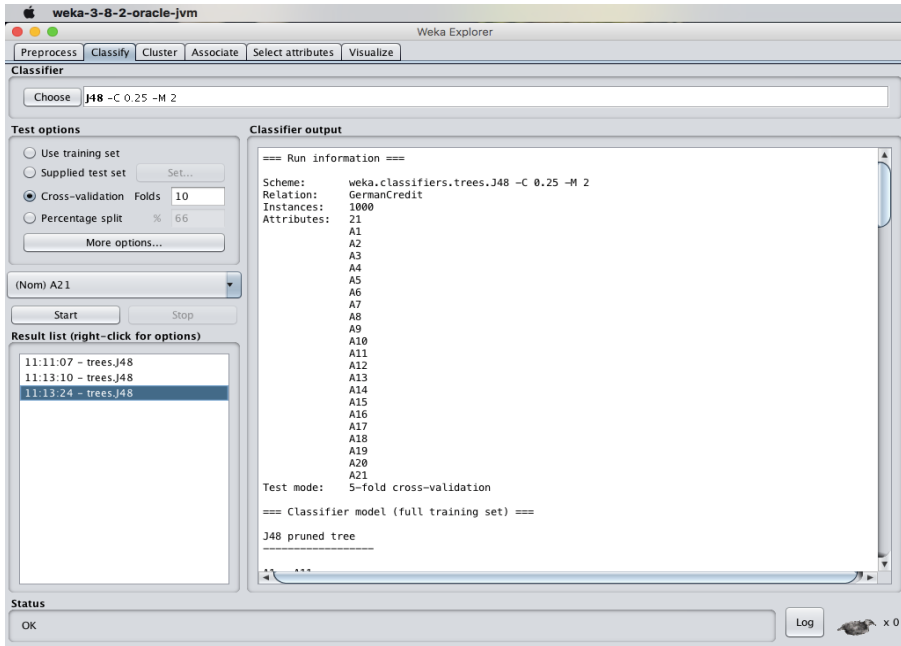 weka-3-8-2-oracle-jvm
Weka Explorer
Preprocess Classify Cluster Associate Select attributes Visualize
Classifier
Choose J48 -C 0.25 -M 2
Test options
Use training set
Supplied test set Set...
Cross-validation Folds 10
Percentage split % 66
More options...
(Nom) A21
Start Stop
Result list (right-click for options)
11:11:07 - trees.J48
11:13:10 - trees.J48
11:13:24 - trees.J48
Classifier output
=== Run information ===
Scheme: weka.classifiers.trees.J48 -C 0.25 -M 2
Relation: GermanCredit
Instances: 1000
Attributes: 21
A1
A2
A3
A4
A5
A6
A7
A8
A9
A10
A11
A12
A13
A14
A15
A16
A17
A18
A19
A20
A21
Test mode: 5-fold cross-validation
=== Classifier model (full training set) ===
J48 pruned tree
------------------
Status
OK
Log x 0